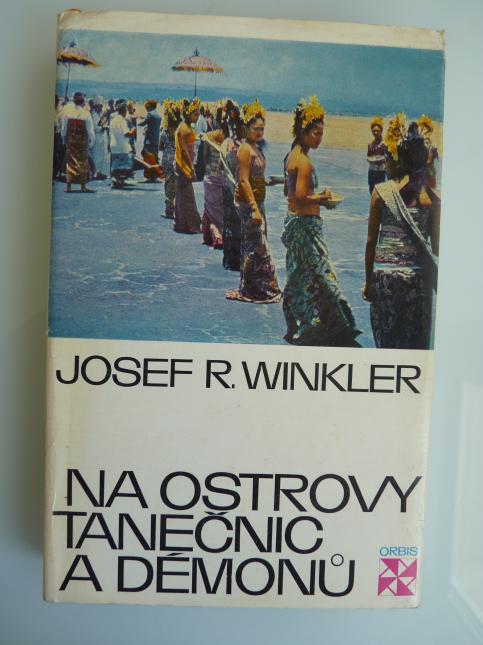 JOSEF R. WINKLER
NA OSTROVY
TANEČNIC
A DÉMONŮ
ORBIS